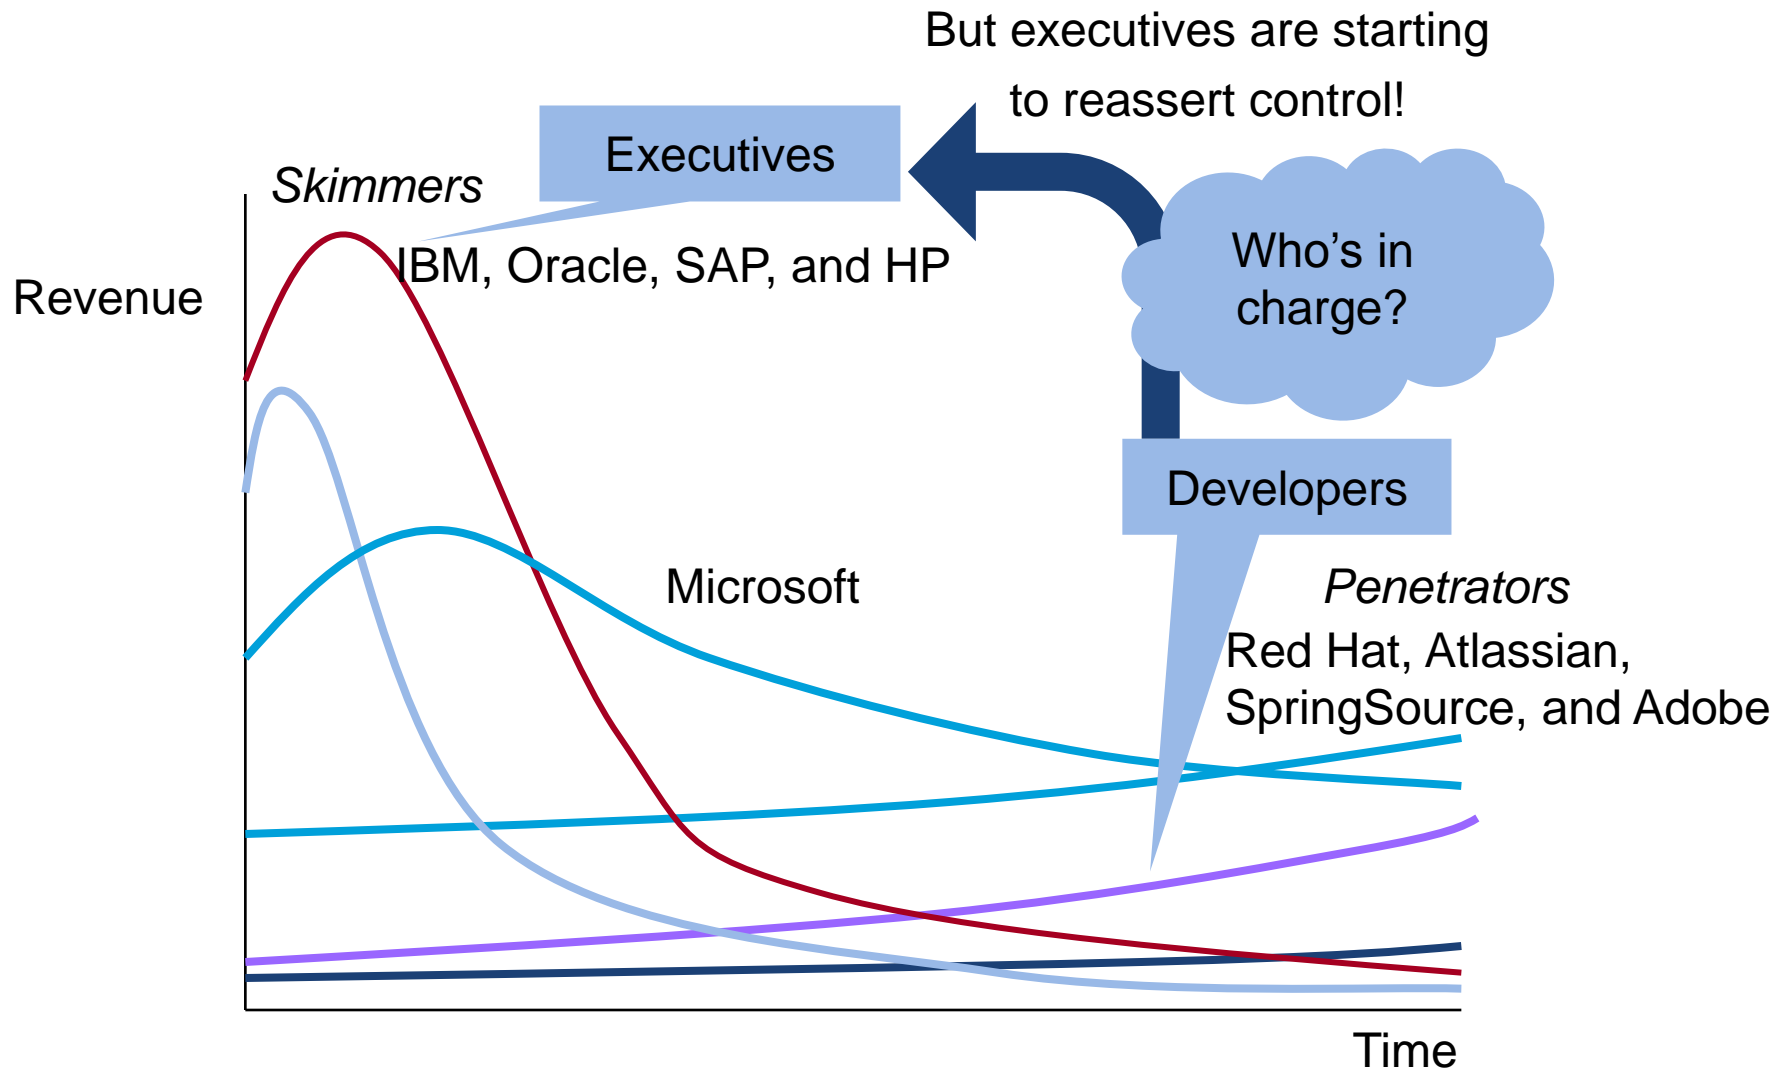 But executives are starting
to reassert control!
Executives
Skimmers
IBM, Oracle, SAP, and HP
Revenue
Who’s in
charge?
Developers
Microsoft
Penetrators
Red Hat, Atlassian,
SpringSource, and Adobe
Time